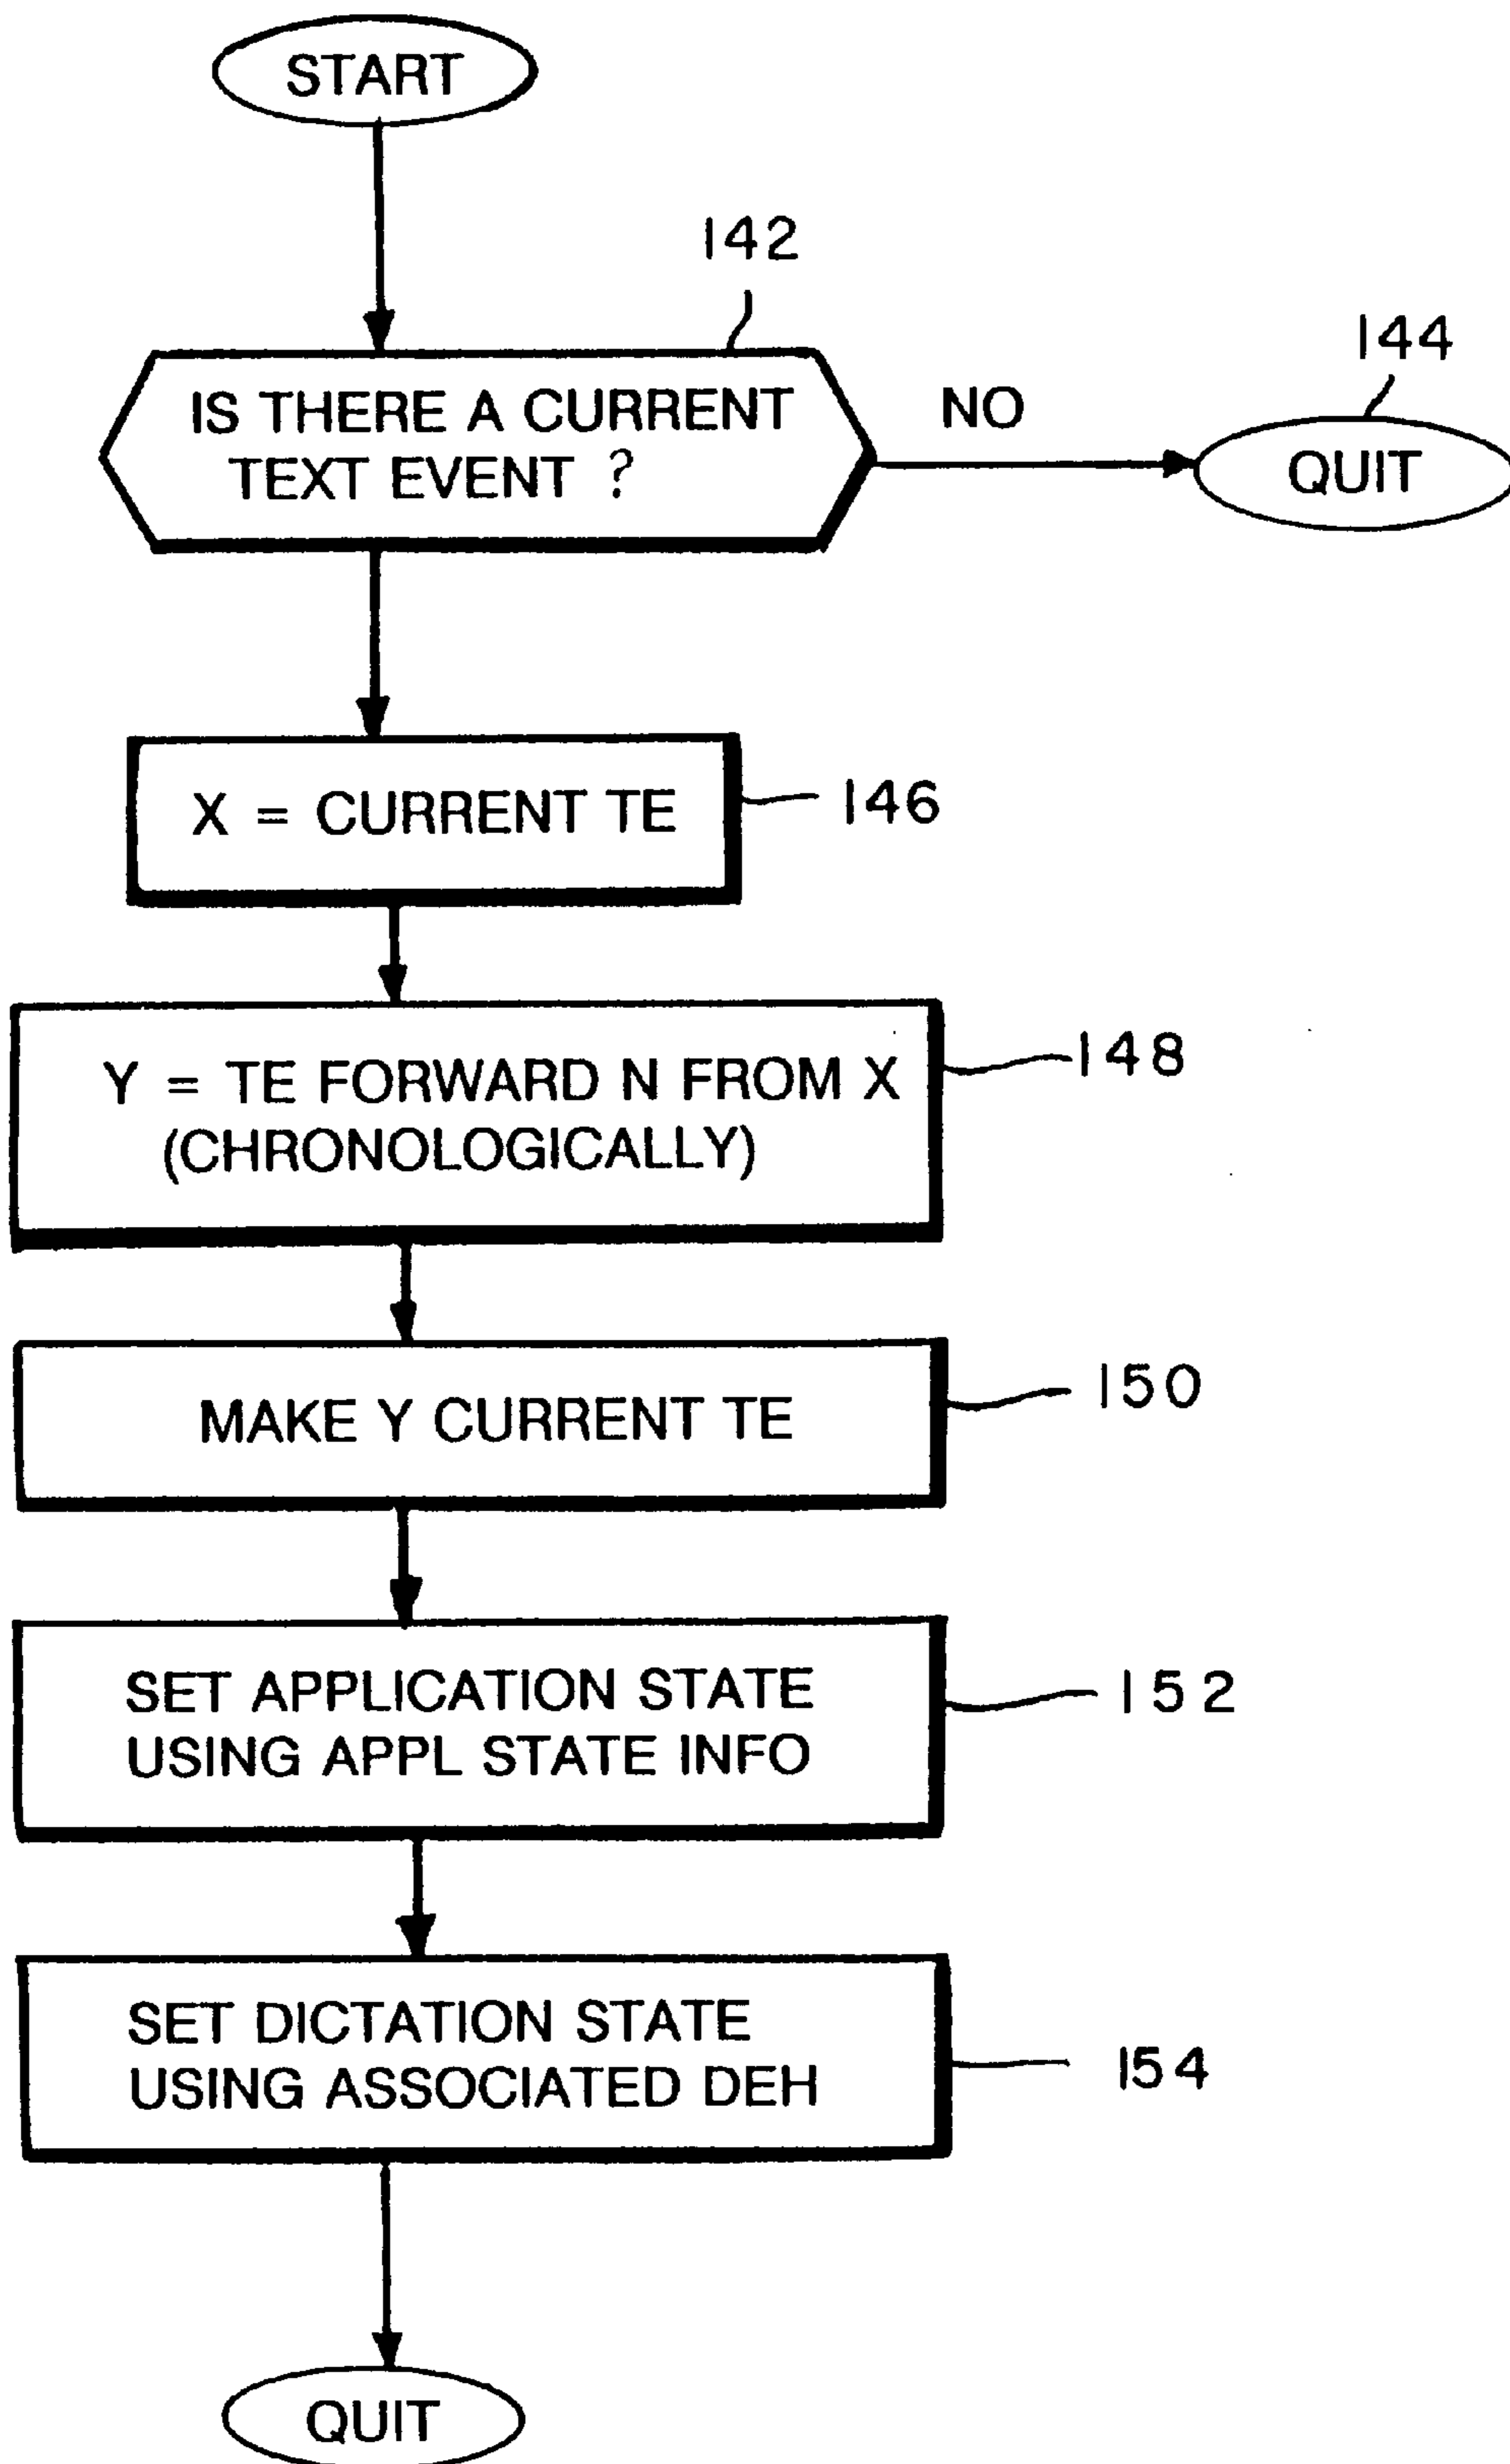 START
142
IS THERE A CURRENT
TEXT EVENT ?
NO
144
QUIT
X = CURRENT TE
146
Y = TE FORWARD N FROM X
(CHRONOLOGICALLY)
148
MAKE Y CURRENT TE
150
SET APPLICATION STATE
USING APPL STATE INFO
152
SET DICTATION STATE
USING ASSOCIATED DEH
154
QUIT